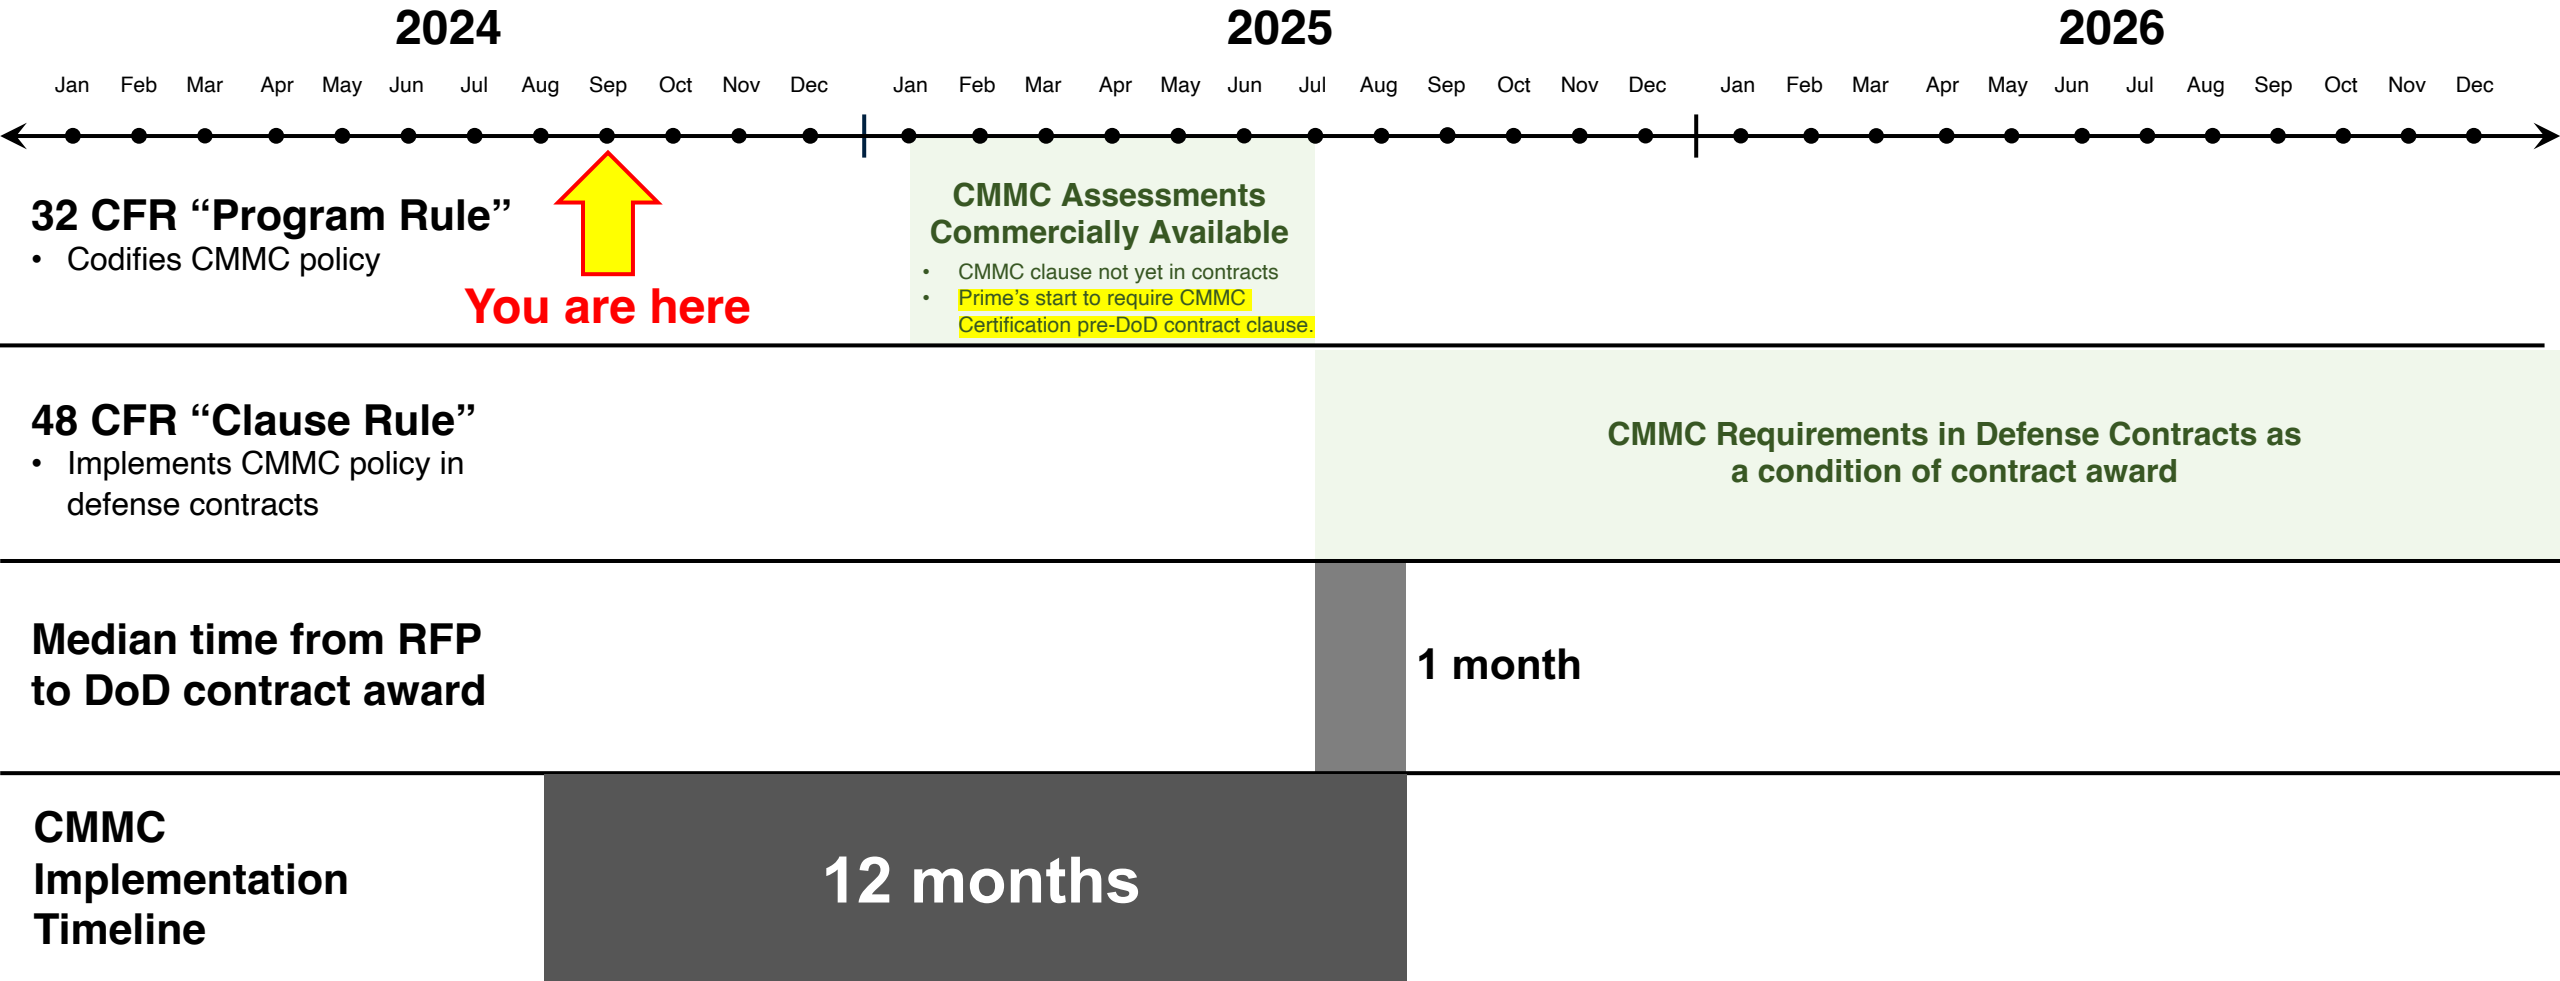 2024 2025 2026
Jan Feb Mar Apr May Jun Jul Aug Sep Oct Nov Dec Jan Feb Mar Apr May Jun Jul Aug Sep Oct Nov Dec Jan Feb Mar Apr May Jun Jul Aug Sep Oct Nov Dec
32 CFR “Program Rule”
• Codifies CMMC policy
You are here
CMMC Assessments
Commercially Available
• CMMC clause not yet in contracts
• Prime’s start to require CMMC
Certification pre-DoD contract clause.
48 CFR “Clause Rule”
• Implements CMMC policy in
defense contracts
CMMC Requirements in Defense Contracts as
a condition of contract award
Median time from RFP
to DoD contract award
1 month
CMMC
Implementation
Timeline
12 months